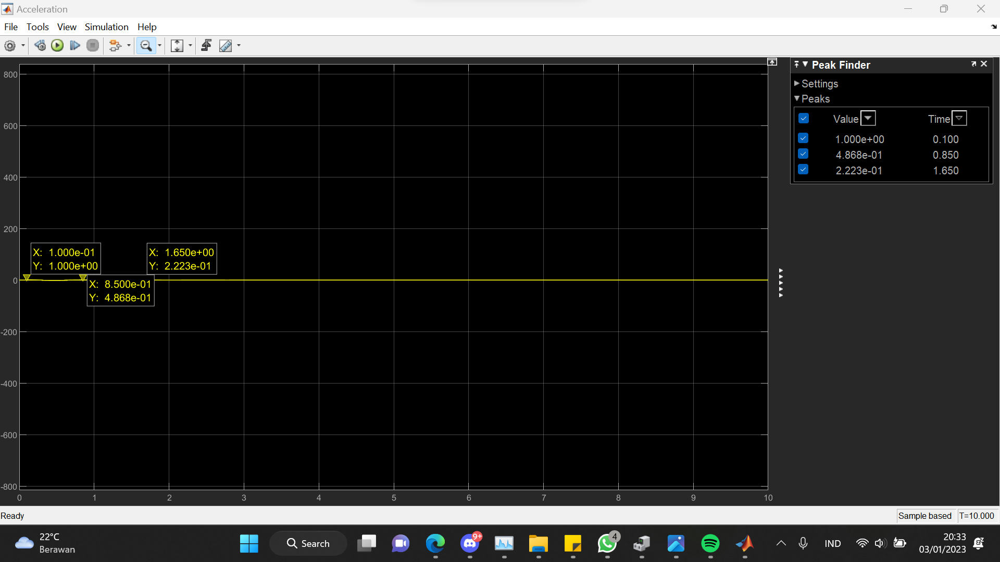 Acceleration
File Tools View Simulation Help
Peak Finder
Settings
Peaks
Value Time
1.000e+00 0.100
4.868e-01 0.850
2.223e-01 1.650
800
600
400
200
0
-200
-400
-600
-800
X: 1.000e-01
Y: 1.000e+00
X: 1.650e+00
Y: 2.223e-01
X: 8.500e-01
Y: 4.868e-01
0 1 2 3 4 5 6 7 8 9 10
Ready
Sample based T=10.000
22°C
Berawan
Search
9+
4
IND
20:33
03/01/2023